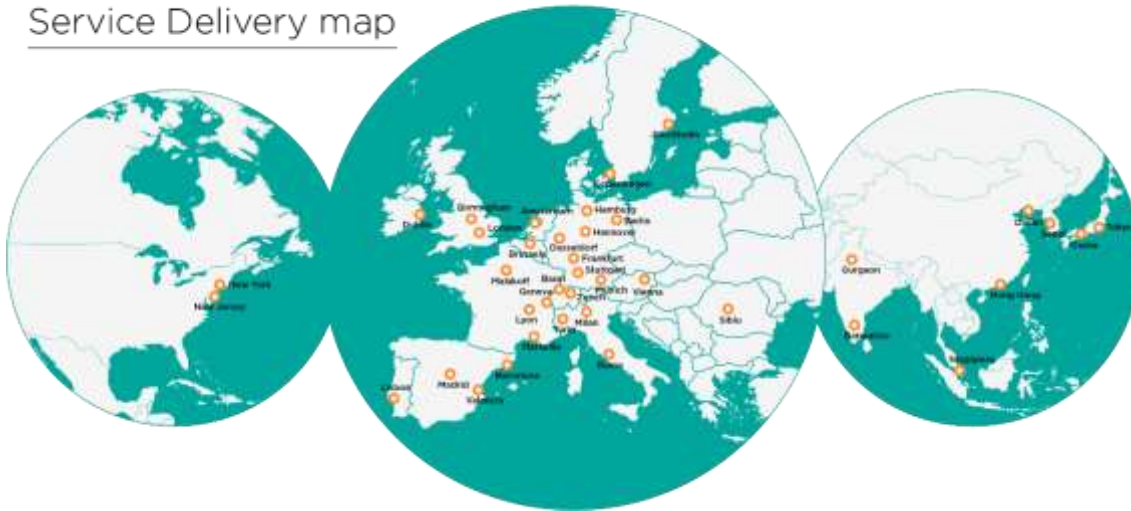 Service Delivery map
New York
New Jersey
Stockholm
Copenhagen
Dublin
Birmingham
London
Amsterdam
Hamburg
Berlin
Hannover
Brussels
Dusseldorf
Frankfurt
Stuttgart
Malakoff
Basel
Munich
Vienna
Geneva
Zurich
Lyon
Turin
Milan
Sibiu
Marseille
Rome
Barcelona
Madrid
Valencia
Lisbon
Tokyo
Gurgaon
Hong Kong
Singapore